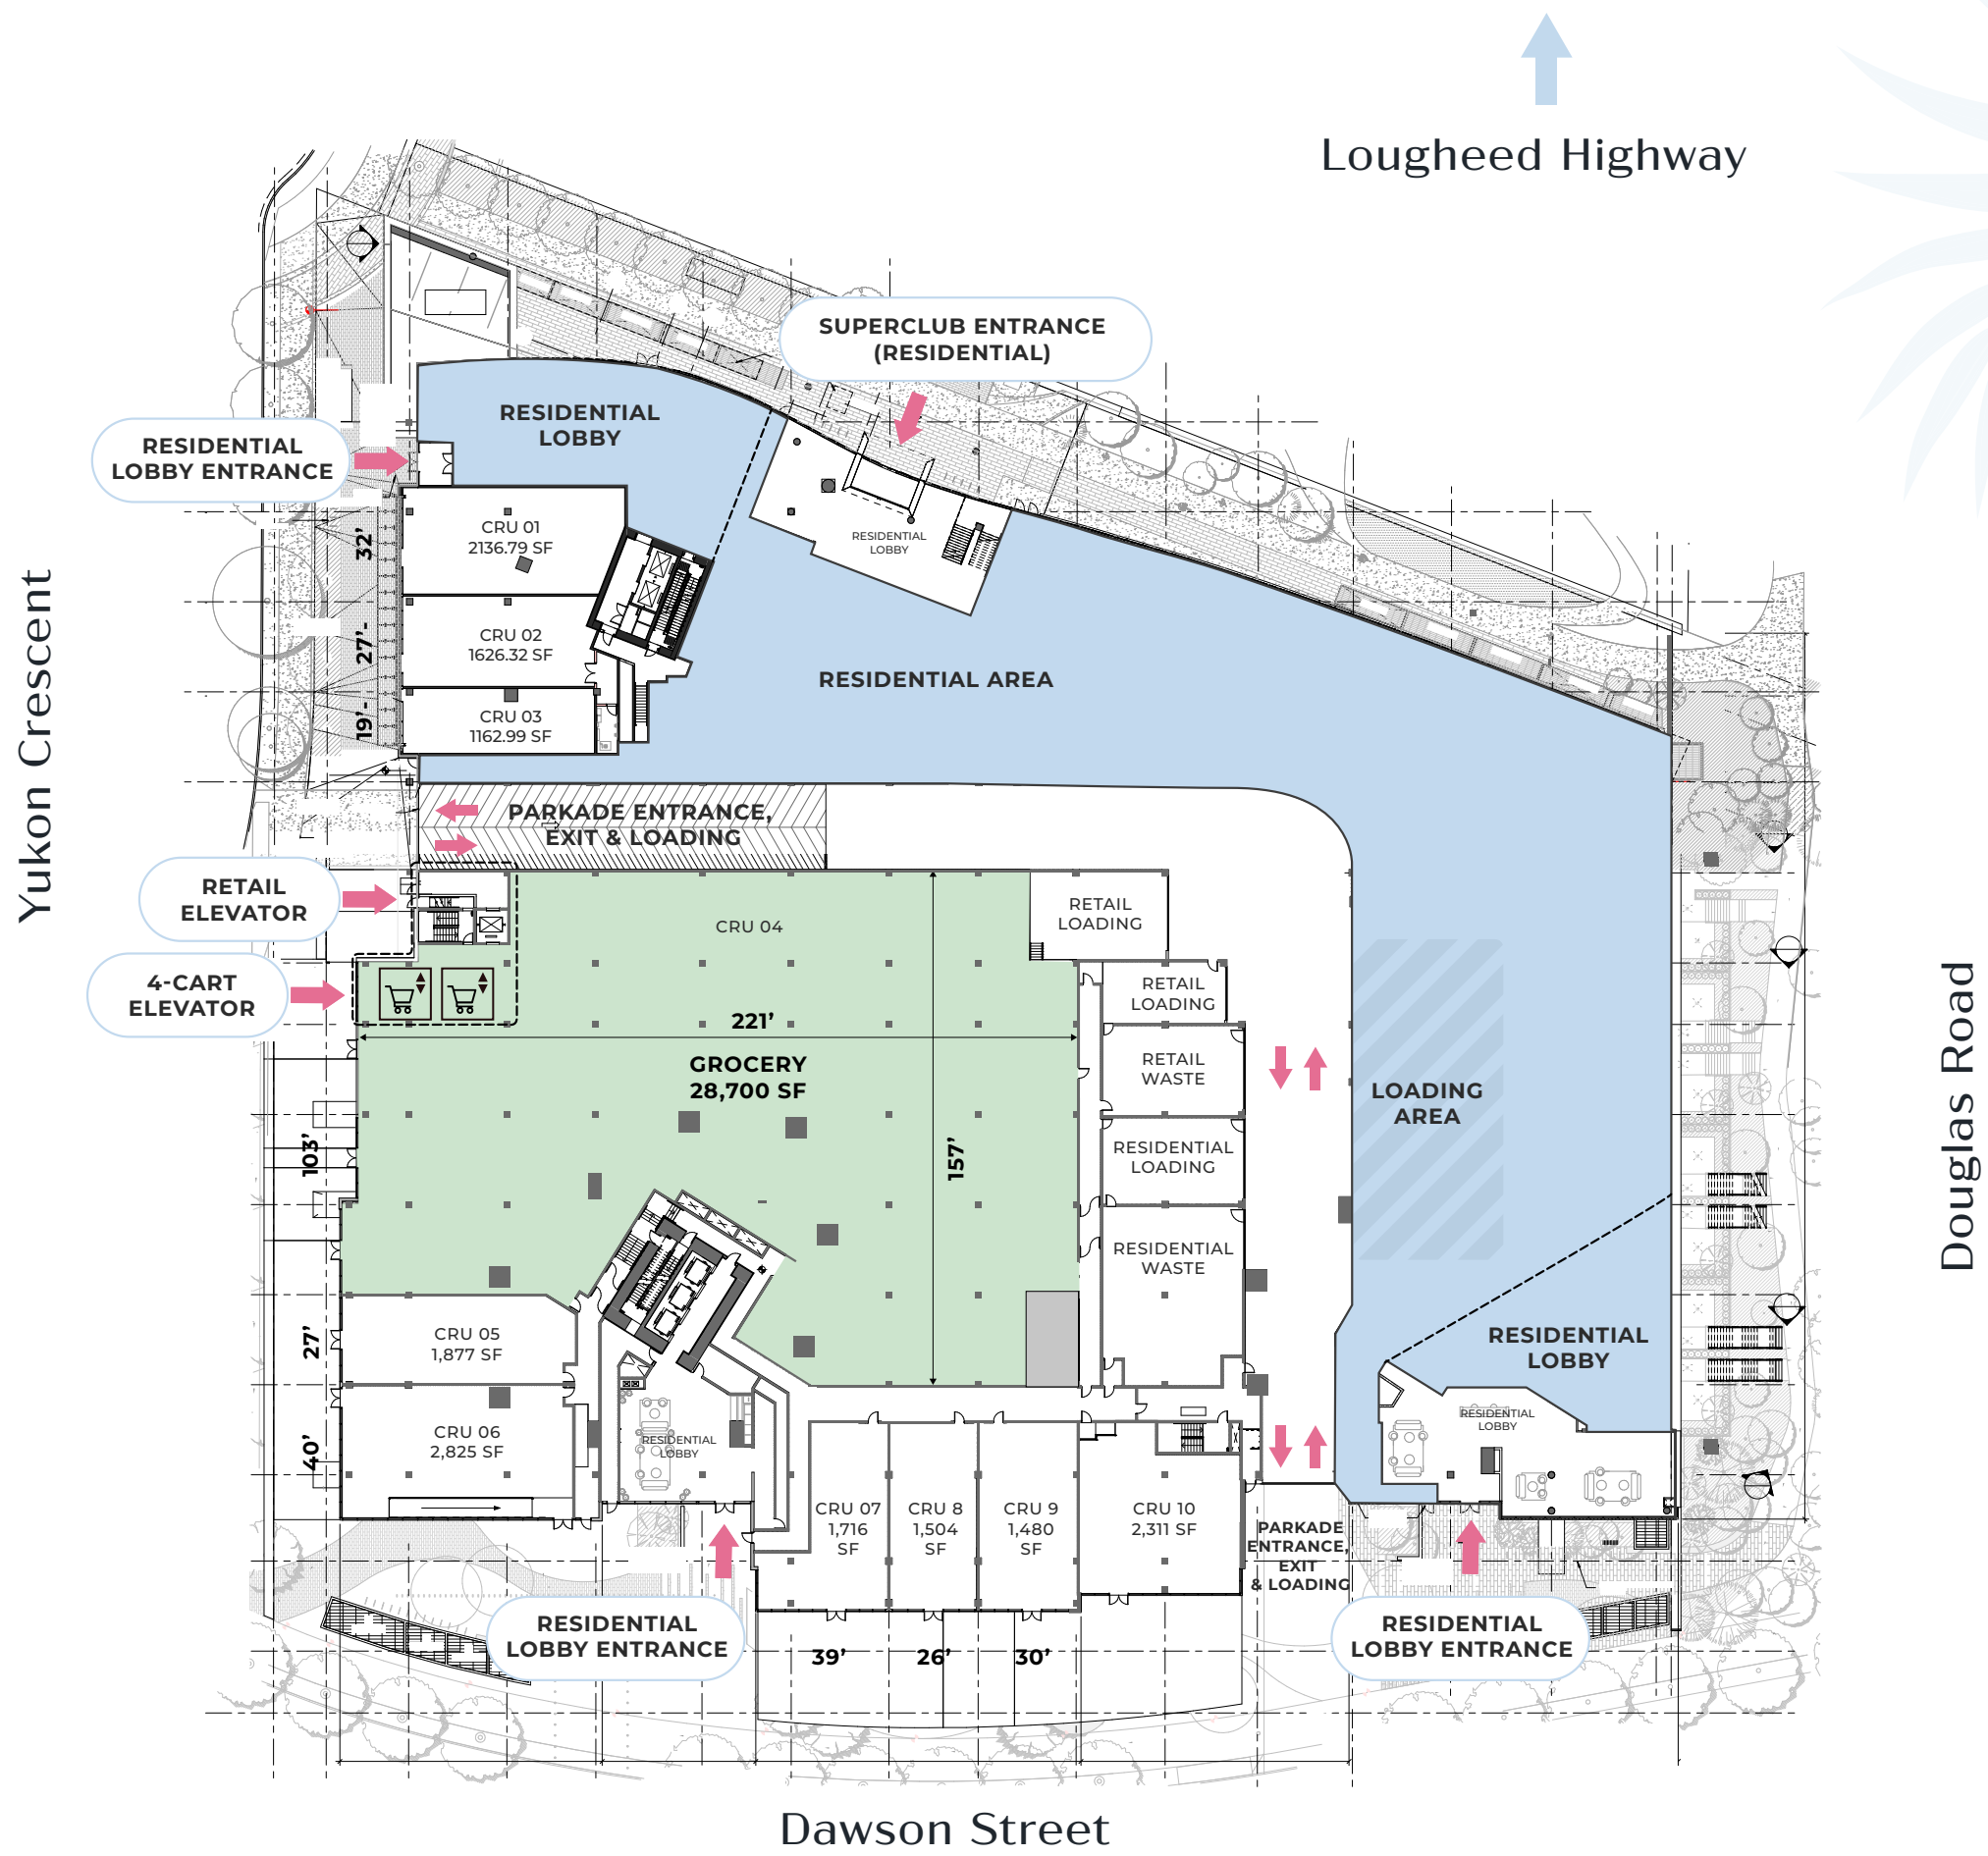 Lougheed Highway
SUPERCLUB ENTRANCE
(RESIDENTIAL)
RESIDENTIAL
LOBBY
RESIDENTIAL
LOBBY ENTRANCE
CRU 01
2136.79 SF
32’
RESIDENTIAL
LOBBY
CRU 02
1626.32 SF
27’-
RESIDENTIAL AREA
CRU 03
1162.99 SF
19’-
Yukon Crescent
PARKADE ENTRANCE,
EXIT & LOADING
RETAIL
ELEVATOR
CRU 04
RETAIL
LOADING
4-CART
ELEVATOR
RETAIL
LOADING
221’
GROCERY
28,700 SF
RETAIL
WASTE
LOADING
AREA
103’
157’
RESIDENTIAL
LOADING
Douglas Road
RESIDENTIAL
WASTE
CRU 05
1,877 SF
27’
RESIDENTIAL
LOBBY
CRU 06
2,825 SF
40’
RESIDENTIAL
LOBBY
RESIDENTIAL
LOBBY
CRU 07
1,716
SF
CRU 8
1,504
SF
CRU 9
1,480
SF
CRU 10
2,311 SF
PARKADE
ENTRANCE,
EXIT
& LOADING
RESIDENTIAL
LOBBY ENTRANCE
39’
26’
30’
RESIDENTIAL
LOBBY ENTRANCE
Dawson Street